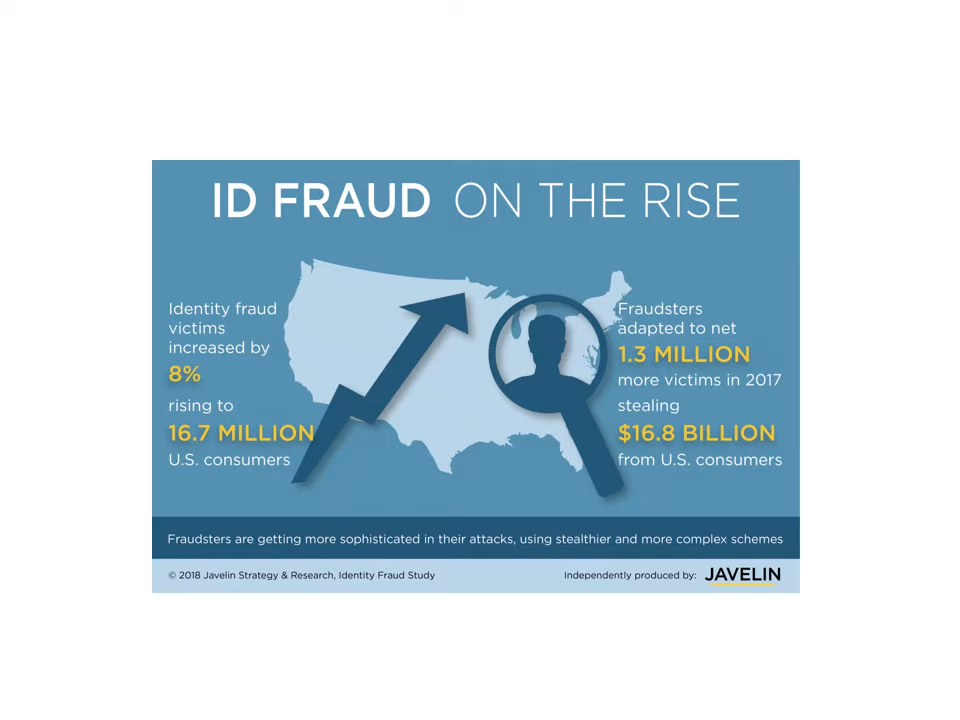 ID FRAUD ON THE RISE
Identity fraud
victims
increased by
8%
rising to
16.7 MILLION
U.S. consumers
Fraudsters
adapted to net
1.3 MILLION
more victims in 2017
stealing
$16.8 BILLION
from U.S. consumers
Fraudsters are getting more sophisticated in their attacks, using stealthier and more complex schemes
© 2018 Javelin Strategy & Research, Identity Fraud Study
Independently produced by: JAVELIN